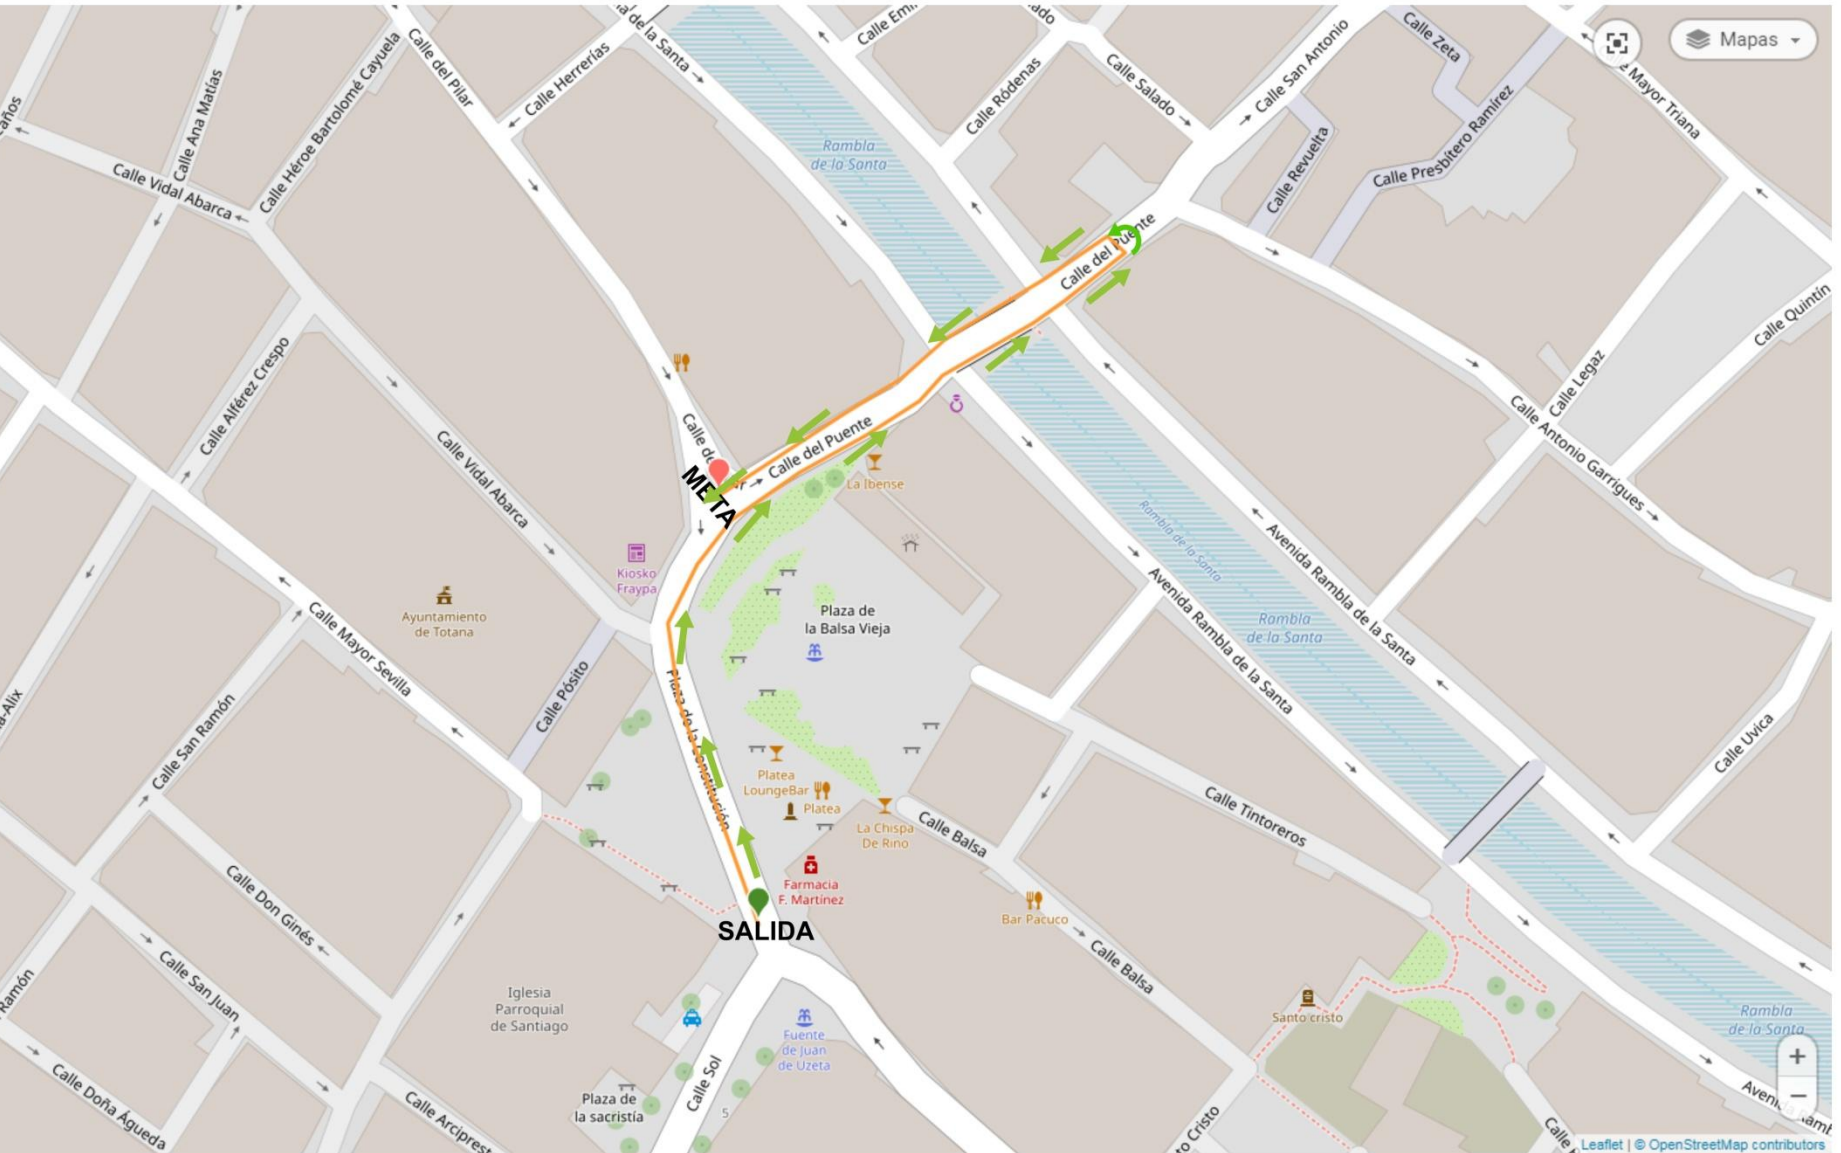 Mapas
Calle Zeta
Calle San Antonio
Calle Salado
Calle Herrerías
Calle del Pilar
Calle Ana Matías
Calle Héroe Bartolomé Cayuela
Calle Ródenas
Mayor Triana
Calle Presbítero Ramírez
Calle Revuelta
Rambla
de la Santa
Calle Vidal Abarca
Calle del Puente
Calle Quintín
Calle Alférez Crespo
Calle Legaz
Calle Antonio Garrigues
Calle del Puente
META
La Ibense
Calle Vidal Abarca
Rambla de la Santa
Avenida Rambla de la Santa
Kiosko
Fraypa
Ayuntamiento
de Totana
Plaza de
la Balsa Vieja
Rambla
de la Santa
Avenida Rambla de la Santa
Calle Mayor Sevilla
Calle Pósito
Plaza de la Constitución
Calle San Ramón
Calle Uvica
Platea
LoungeBar
Platea
La Chispa
De Rino
Calle Balsa
Calle Tintoreros
Farmacia
F. Martínez
Bar Pacuco
SALIDA
Calle Don Ginés
Calle Balsa
Calle San Juan
Iglesia
Parroquial
de Santiago
Santo cristo
Rambla
de la Santa
Fuente
de Juan
de Uzeta
Calle Sol
Plaza de
la sacristía
5
Calle Doña Águeda
Calle Arciprest
to Cristo
Avenida
+
−
Leaflet | © OpenStreetMap contributors